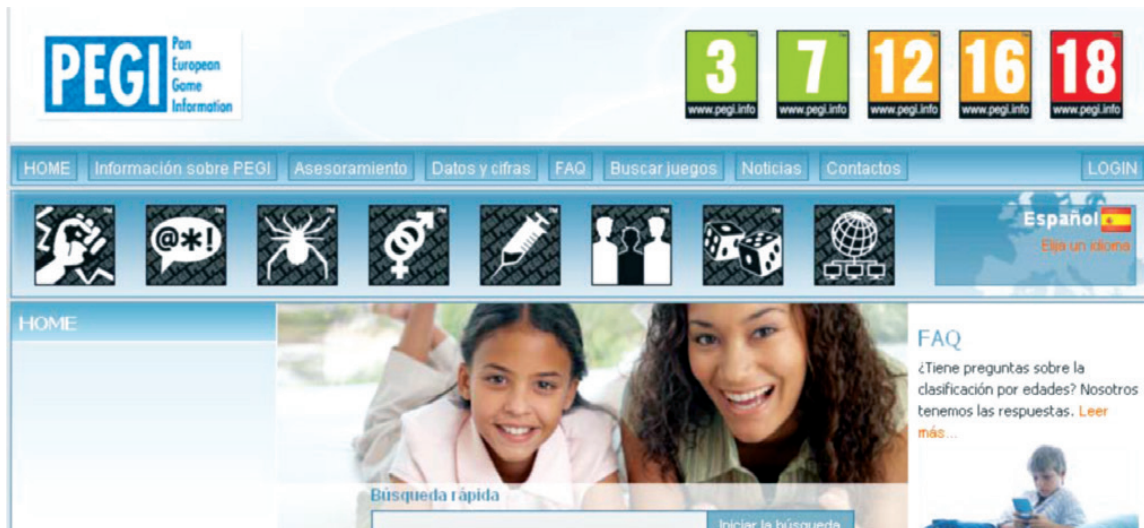 PEGI
Pan
European
Game
Information
3
7
12
16
18
www.pegi.info
www.pegi.info
www.pegi.info
www.pegi.info
www.pegi.info
HOME
Información sobre PEGI
Asesoramiento
Datos y cifras
FAQ
Buscar juegos
Noticias
Contactos
LOGIN
@*!
Español
Elija un idioma
HOME
FAQ
¿Tiene preguntas sobre la
clasificación por edades? Nosotros
tenemos las respuestas. Leer
más...
Búsqueda rápida
Iniciar la búsqueda